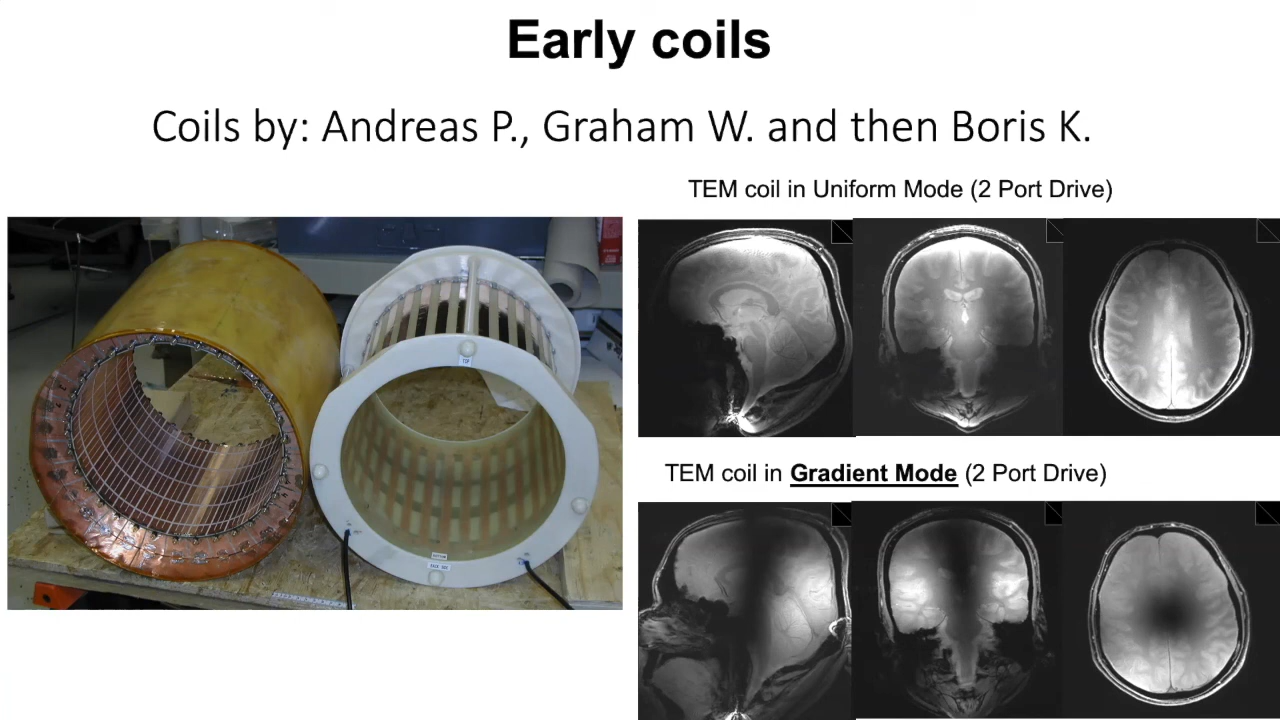 Early coils
Coils by: Andreas P., Graham W. and then Boris K.
TEM coil in Uniform Mode (2 Port Drive)
TEM coil in Gradient Mode (2 Port Drive)
TOP